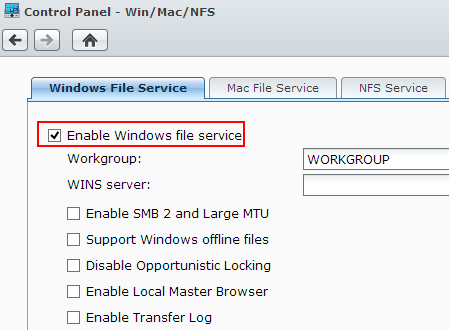 Control Panel - Win/Mac/NFS
Windows File Service Mac File Service NFS Service
Enable Windows file service
Workgroup: WORKGROUP
WINS server:
Enable SMB 2 and Large MTU
Support Windows offline files
Disable Opportunistic Locking
Enable Local Master Browser
Enable Transfer Log